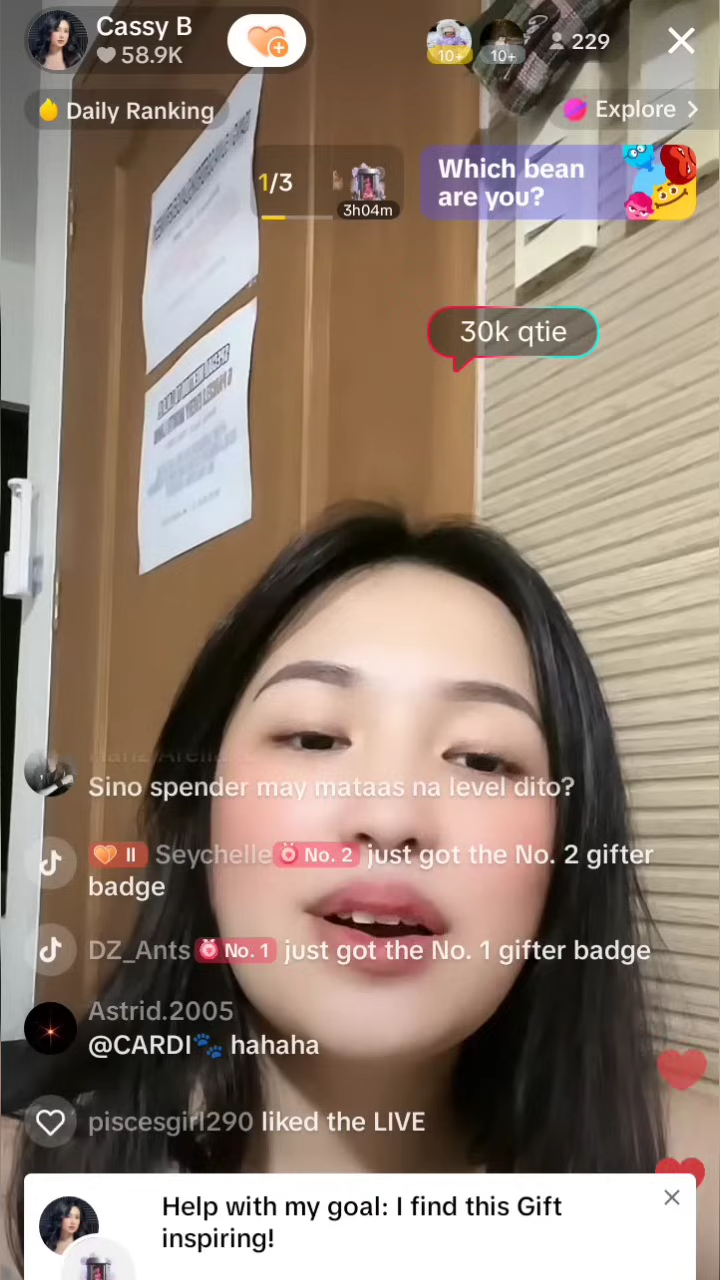 Cassy B
58.9K
10+
10+
229
Daily Ranking
Explore >
1/3
3h04m
Which bean
are you?
30k qtie
Sino spender may mataas na level dito?
II Seychelle No. 2 just got the No. 2 gifter
badge
DZ_Ants No. 1 just got the No. 1 gifter badge
Astrid.2005
@CARDI🐾 hahaha
piscesgirl290 liked the LIVE
Help with my goal: I find this Gift
inspiring!